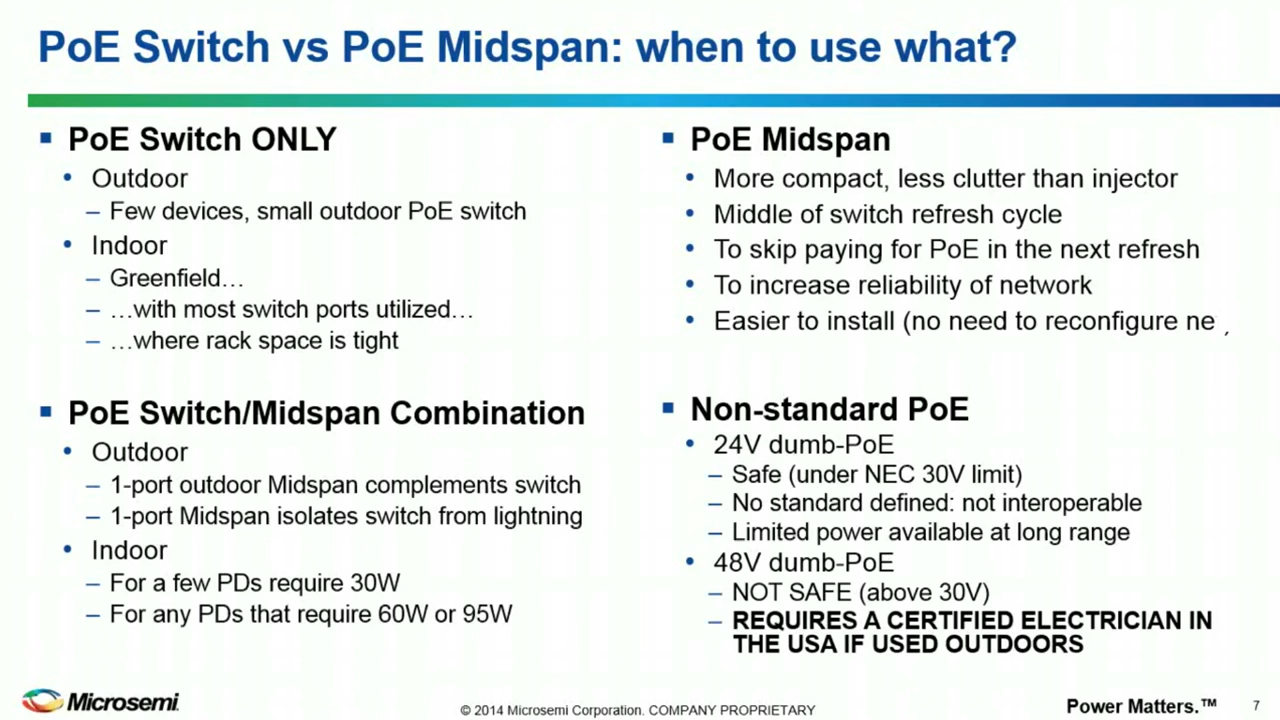 PoE Switch vs PoE Midspan: when to use what?
▪ PoE Switch ONLY
• Outdoor
– Few devices, small outdoor PoE switch
• Indoor
– Greenfield…
– …with most switch ports utilized…
– …where rack space is tight
▪ PoE Switch/Midspan Combination
• Outdoor
– 1-port outdoor Midspan complements switch
– 1-port Midspan isolates switch from lightning
• Indoor
– For a few PDs require 30W
– For any PDs that require 60W or 95W
▪ PoE Midspan
• More compact, less clutter than injector
• Middle of switch refresh cycle
• To skip paying for PoE in the next refresh
• To increase reliability of network
• Easier to install (no need to reconfigure ne
▪ Non-standard PoE
• 24V dumb-PoE
– Safe (under NEC 30V limit)
– No standard defined: not interoperable
– Limited power available at long range
• 48V dumb-PoE
– NOT SAFE (above 30V)
– REQUIRES A CERTIFIED ELECTRICIAN IN
THE USA IF USED OUTDOORS
Microsemi.
© 2014 Microsemi Corporation. COMPANY PROPRIETARY
Power Matters.™
7